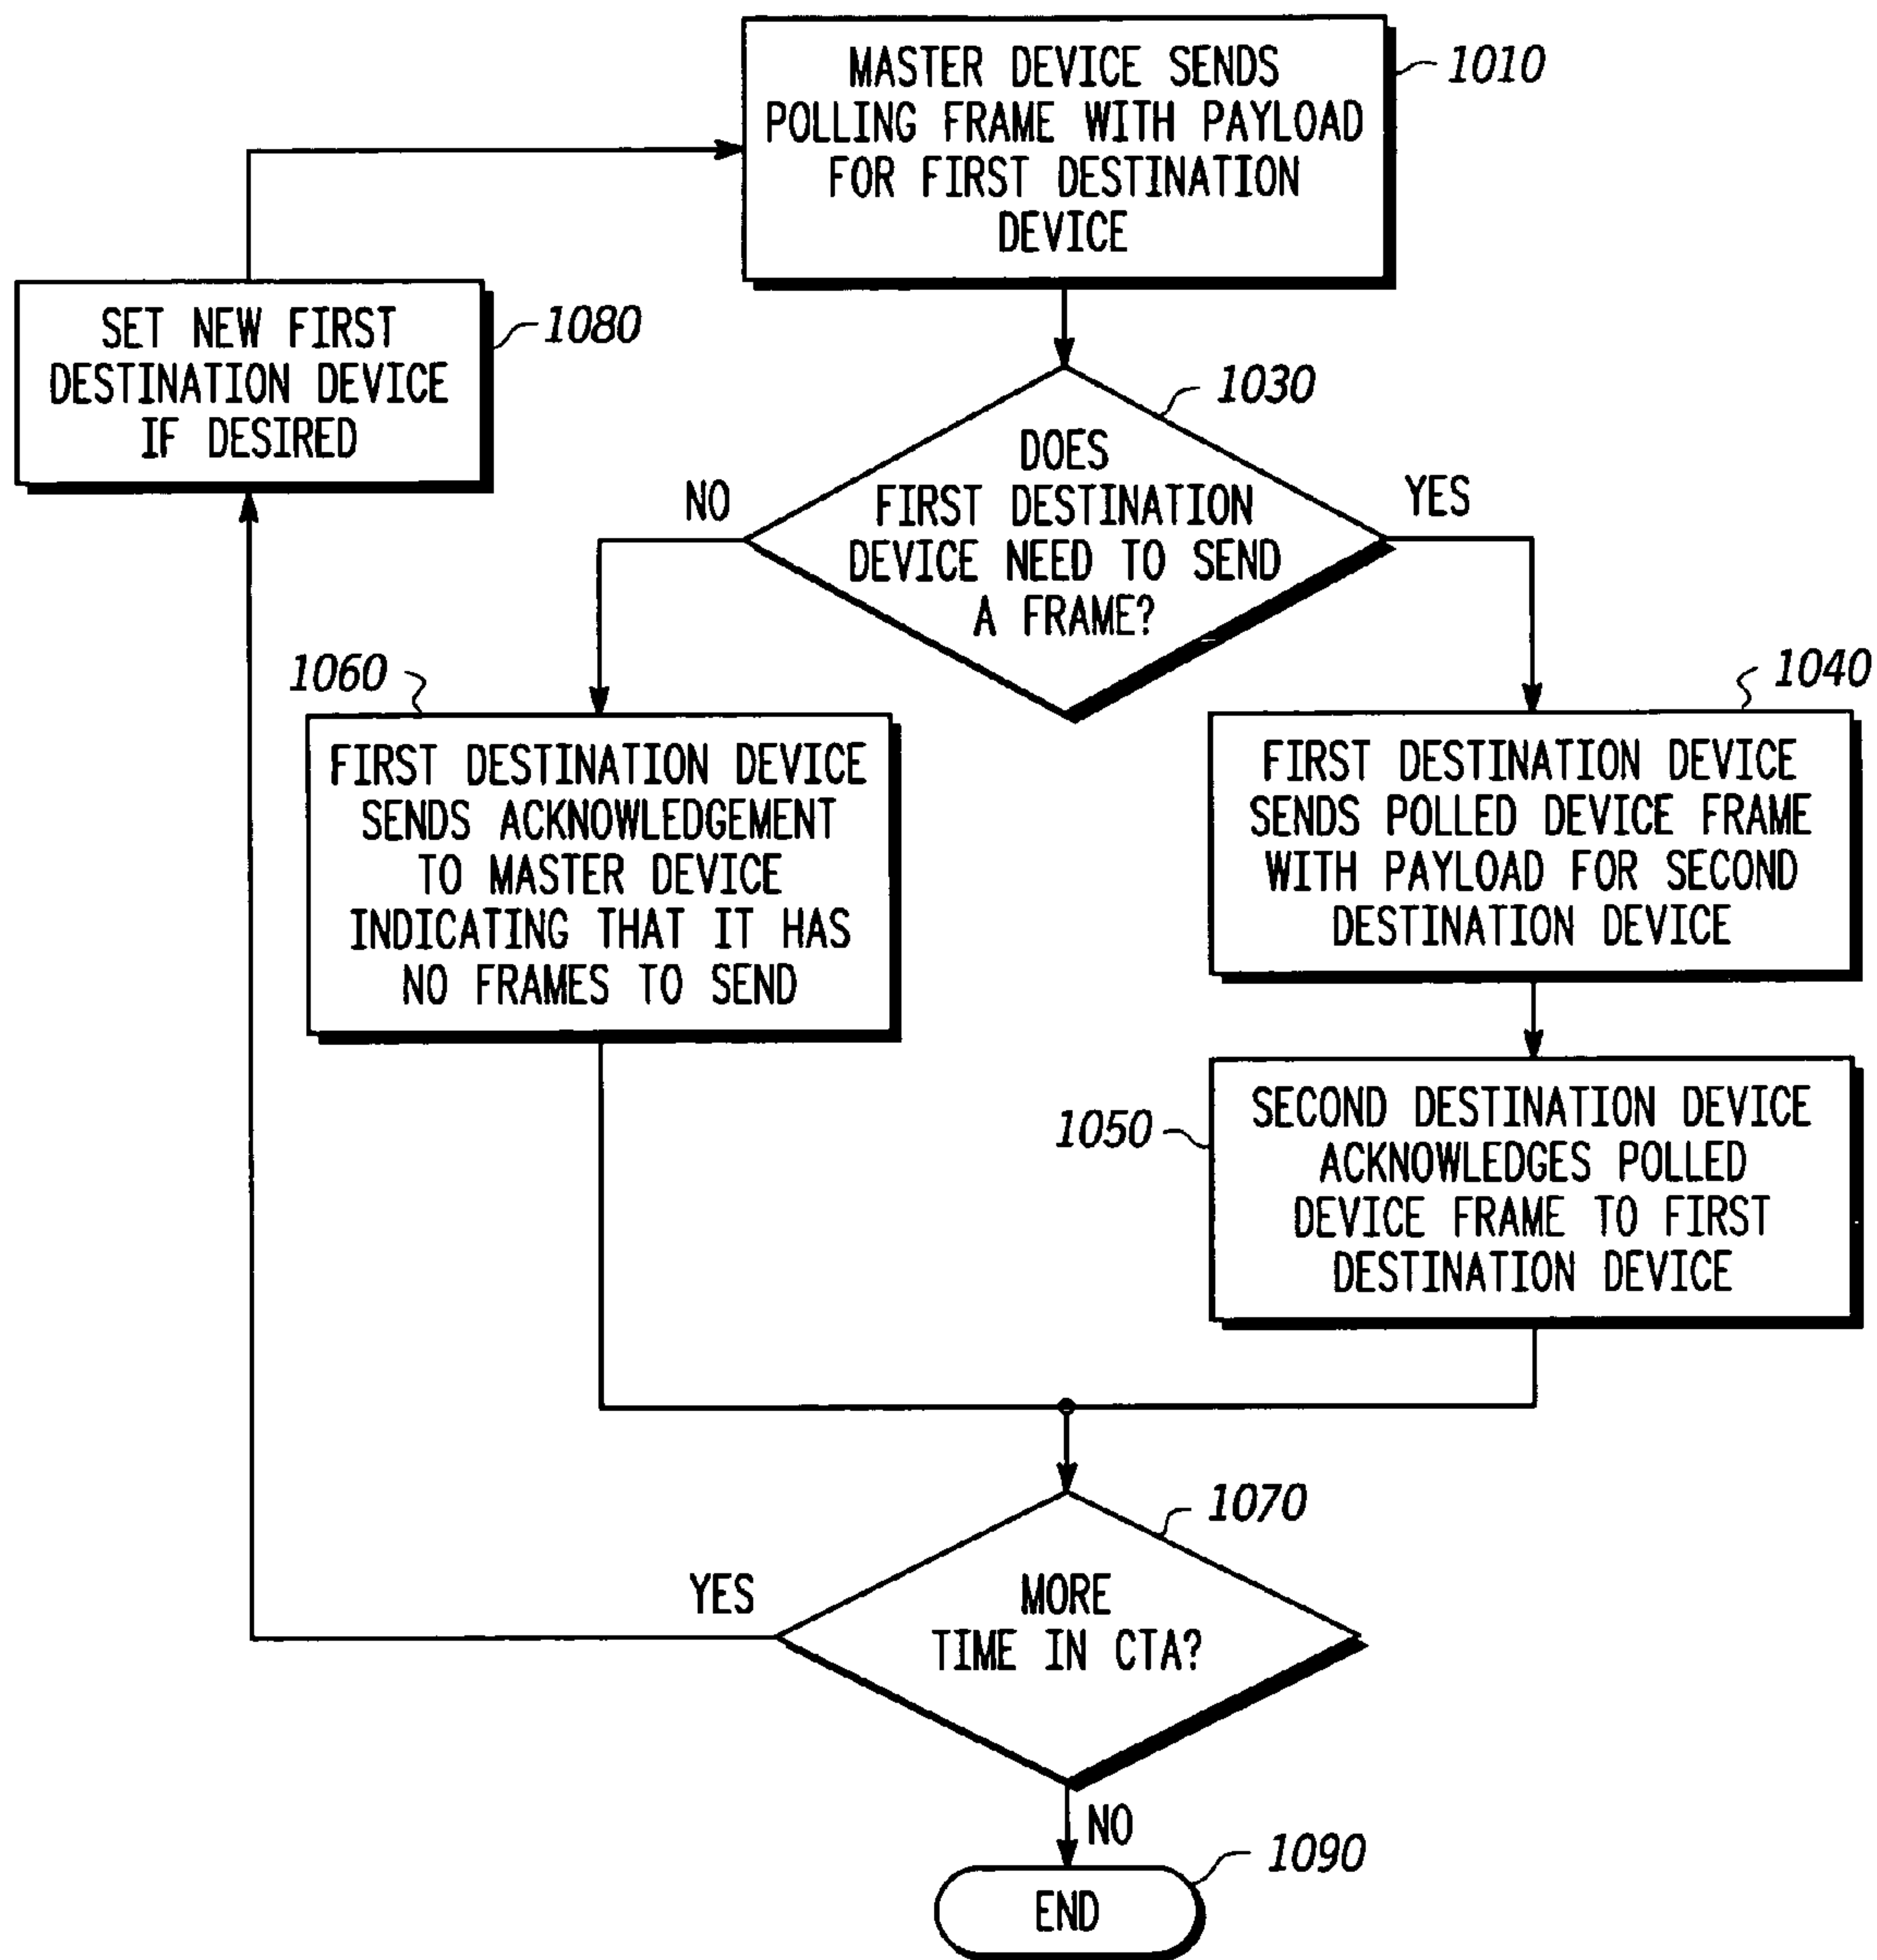 MASTER DEVICE SENDS
POLLING FRAME WITH PAYLOAD
FOR FIRST DESTINATION
DEVICE
1010
SET NEW FIRST
DESTINATION DEVICE
IF DESIRED
1080
1030
DOES
FIRST DESTINATION
DEVICE NEED TO SEND
A FRAME?
NO
YES
1060
FIRST DESTINATION DEVICE
SENDS ACKNOWLEDGEMENT
TO MASTER DEVICE
INDICATING THAT IT HAS
NO FRAMES TO SEND
1040
FIRST DESTINATION DEVICE
SENDS POLLED DEVICE FRAME
WITH PAYLOAD FOR SECOND
DESTINATION DEVICE
1050
SECOND DESTINATION DEVICE
ACKNOWLEDGES POLLED
DEVICE FRAME TO FIRST
DESTINATION DEVICE
1070
YES
MORE
TIME IN CTA?
NO
1090
END